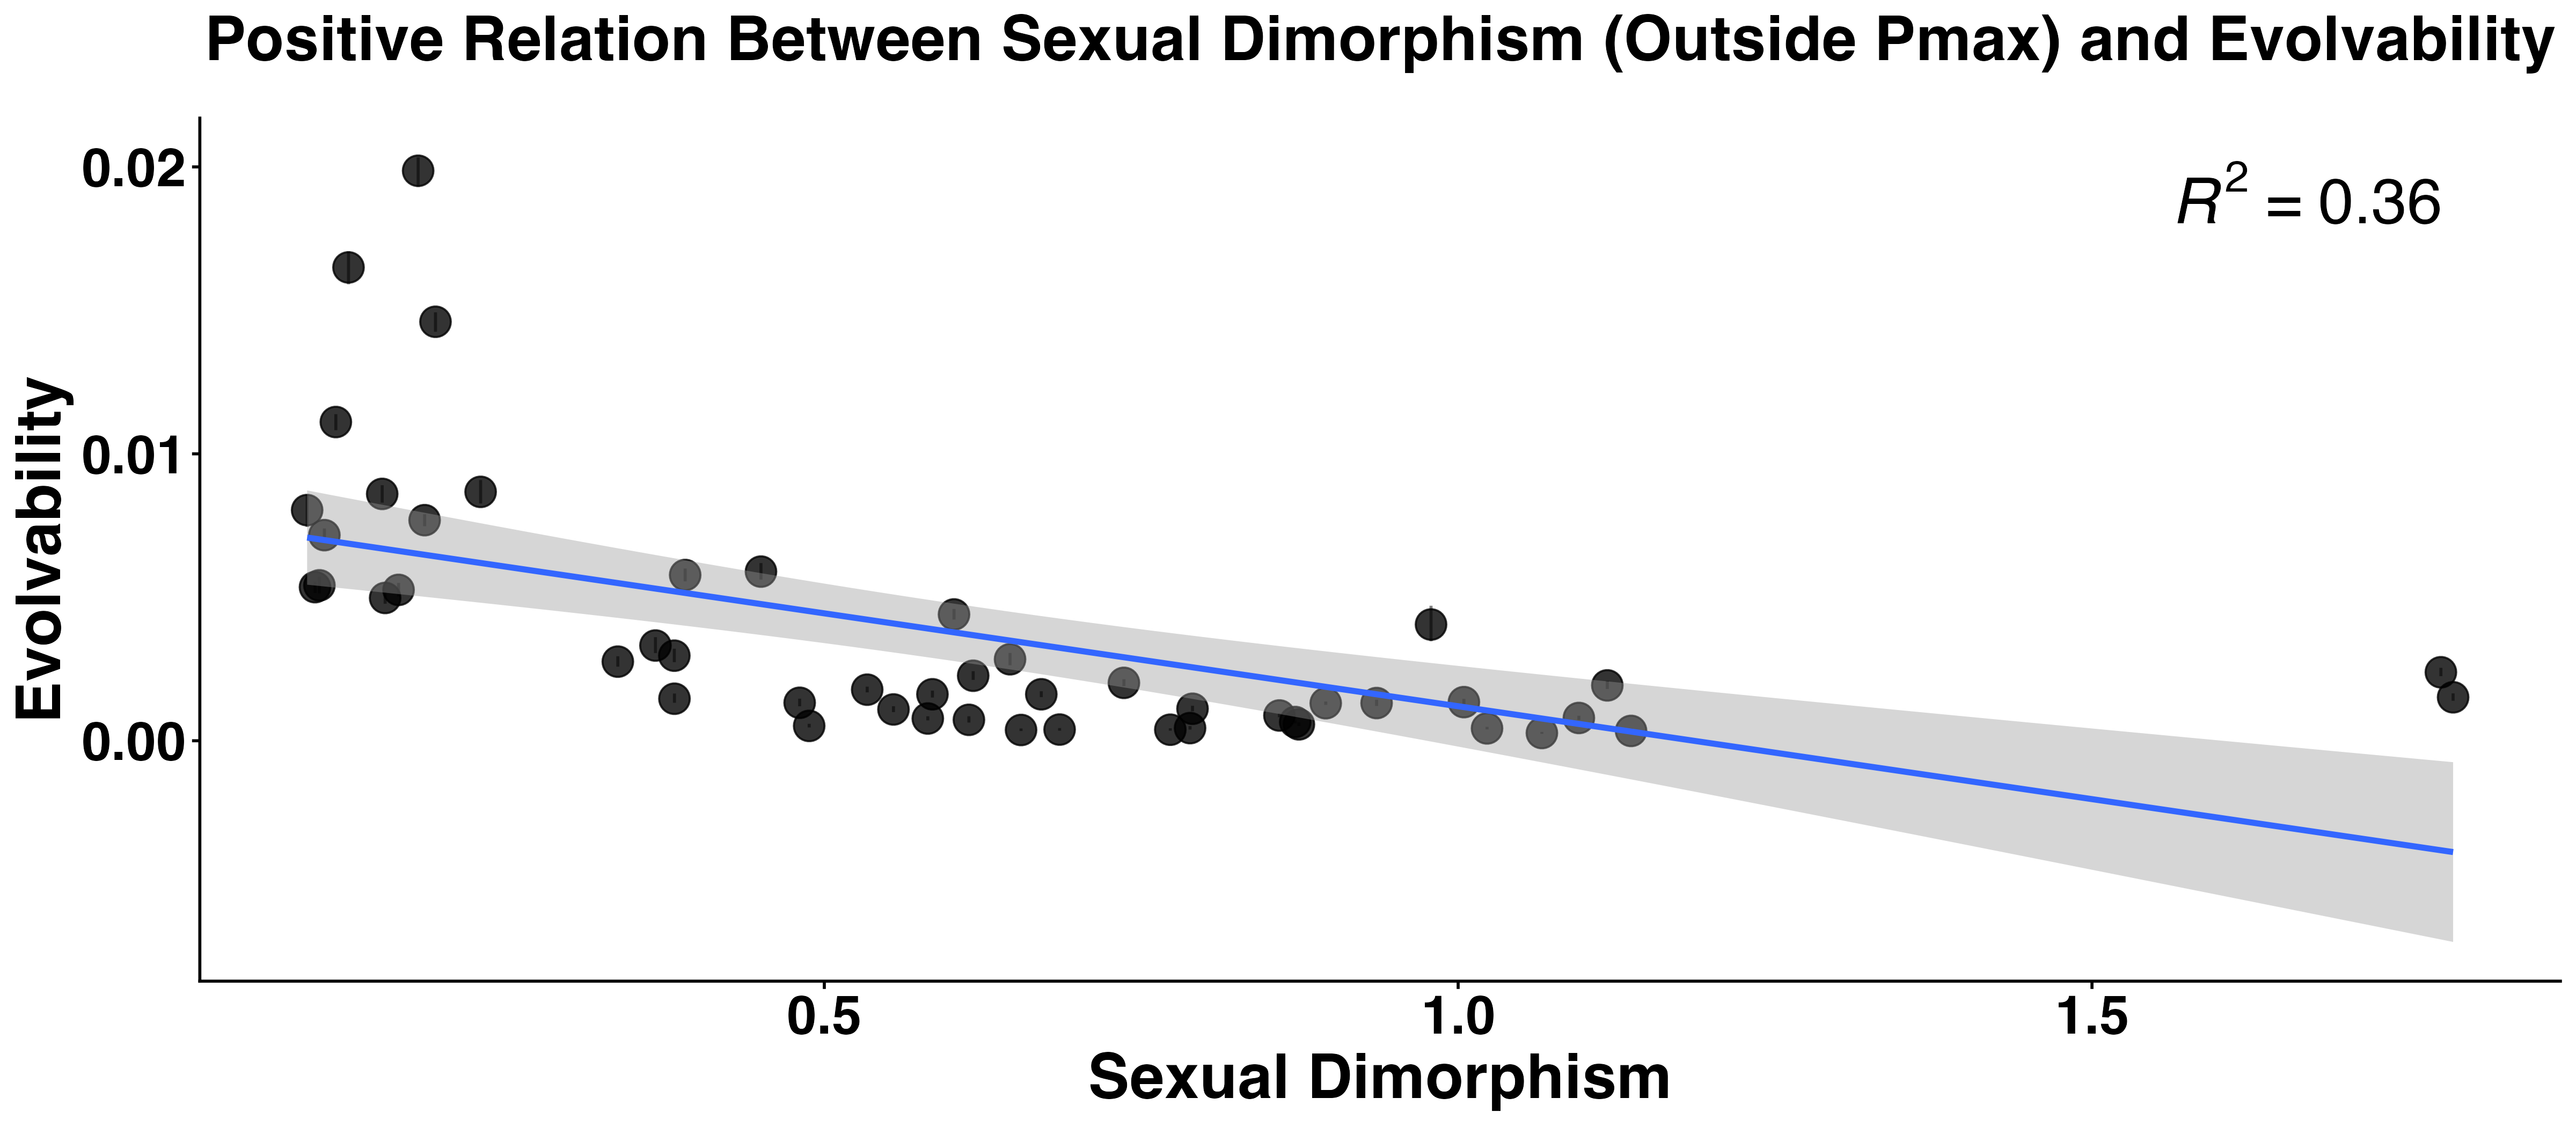 Positive Relation Between Sexual Dimorphism (Outside Pmax) and Evolvability
R² = 0.36
Evolvability
0.02
0.01
0.00
0.5 1.0 1.5
Sexual Dimorphism